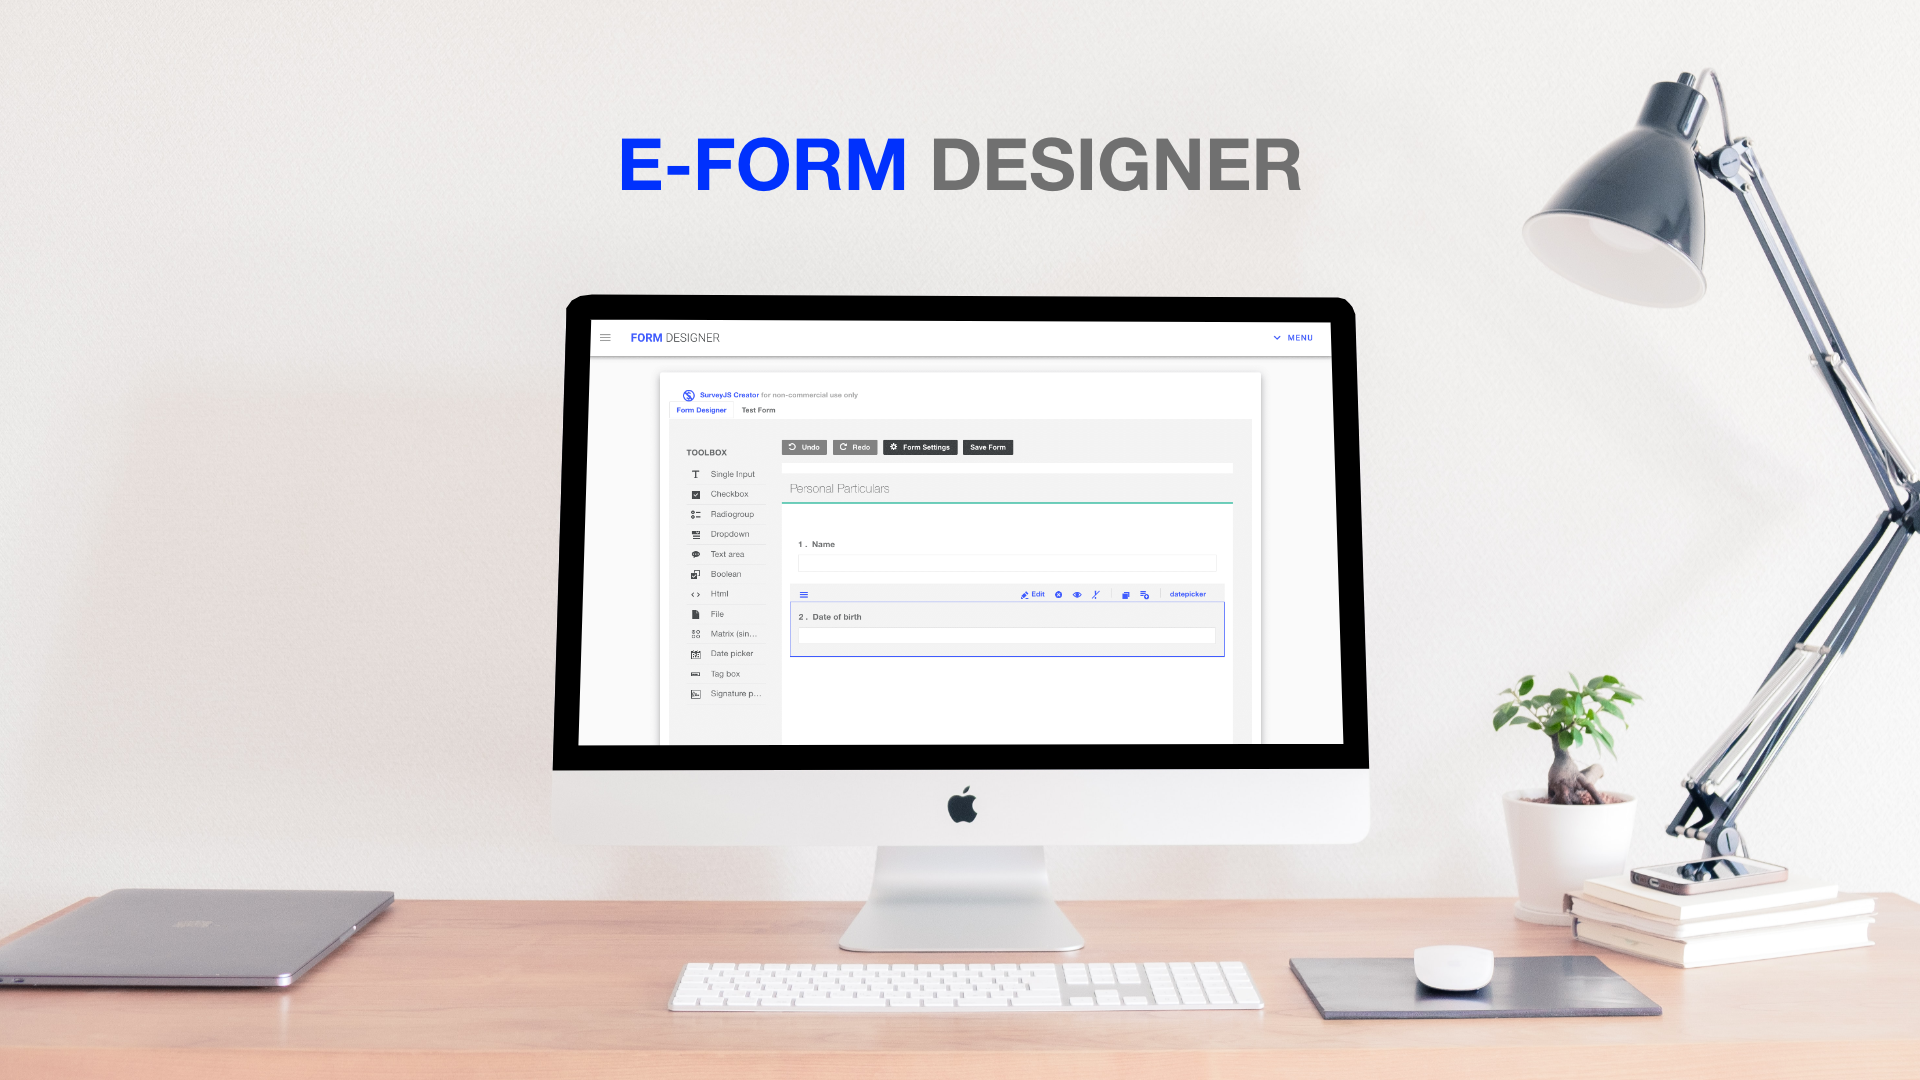 E-FORM DESIGNER
FORM DESIGNER
MENU
SurveyJS Creator for non-commercial use only
Form Designer Test Form
Undo Redo Form Settings Save Form
TOOLBOX
Single Input
Checkbox
Radiogroup
Dropdown
Text area
Boolean
Html
File
Matrix (sin...
Date picker
Tag box
Signature p...
Personal Particulars
1 . Name
Edit datepicker
2 . Date of birth